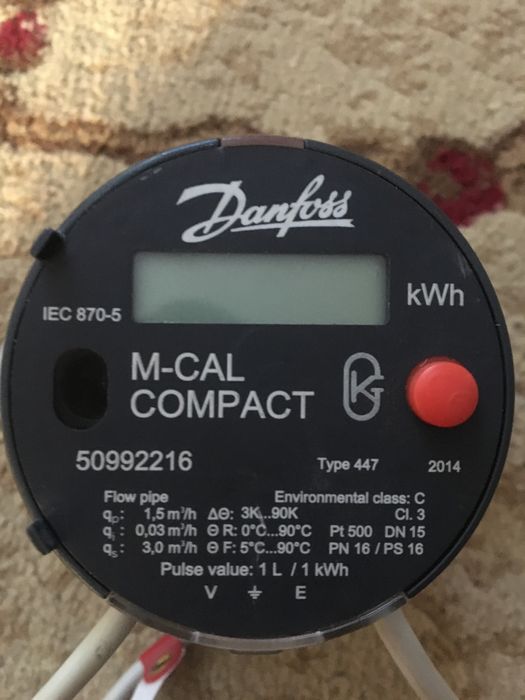 Danfoss
kWh
IEC 870-5
M-CAL
COMPACT
50992216
Type 447
2014
Flow pipe Environmental class: C
qp: 1,5 m³/h ΔΘ: 3K...90K Cl. 3
qi: 0,03 m³/h Θ R: 0°C...90°C Pt 500 DN 15
qs: 3,0 m³/h Θ F: 5°C...90°C PN 16 / PS 16
Pulse value: 1 L / 1 kWh
V ⏚ E